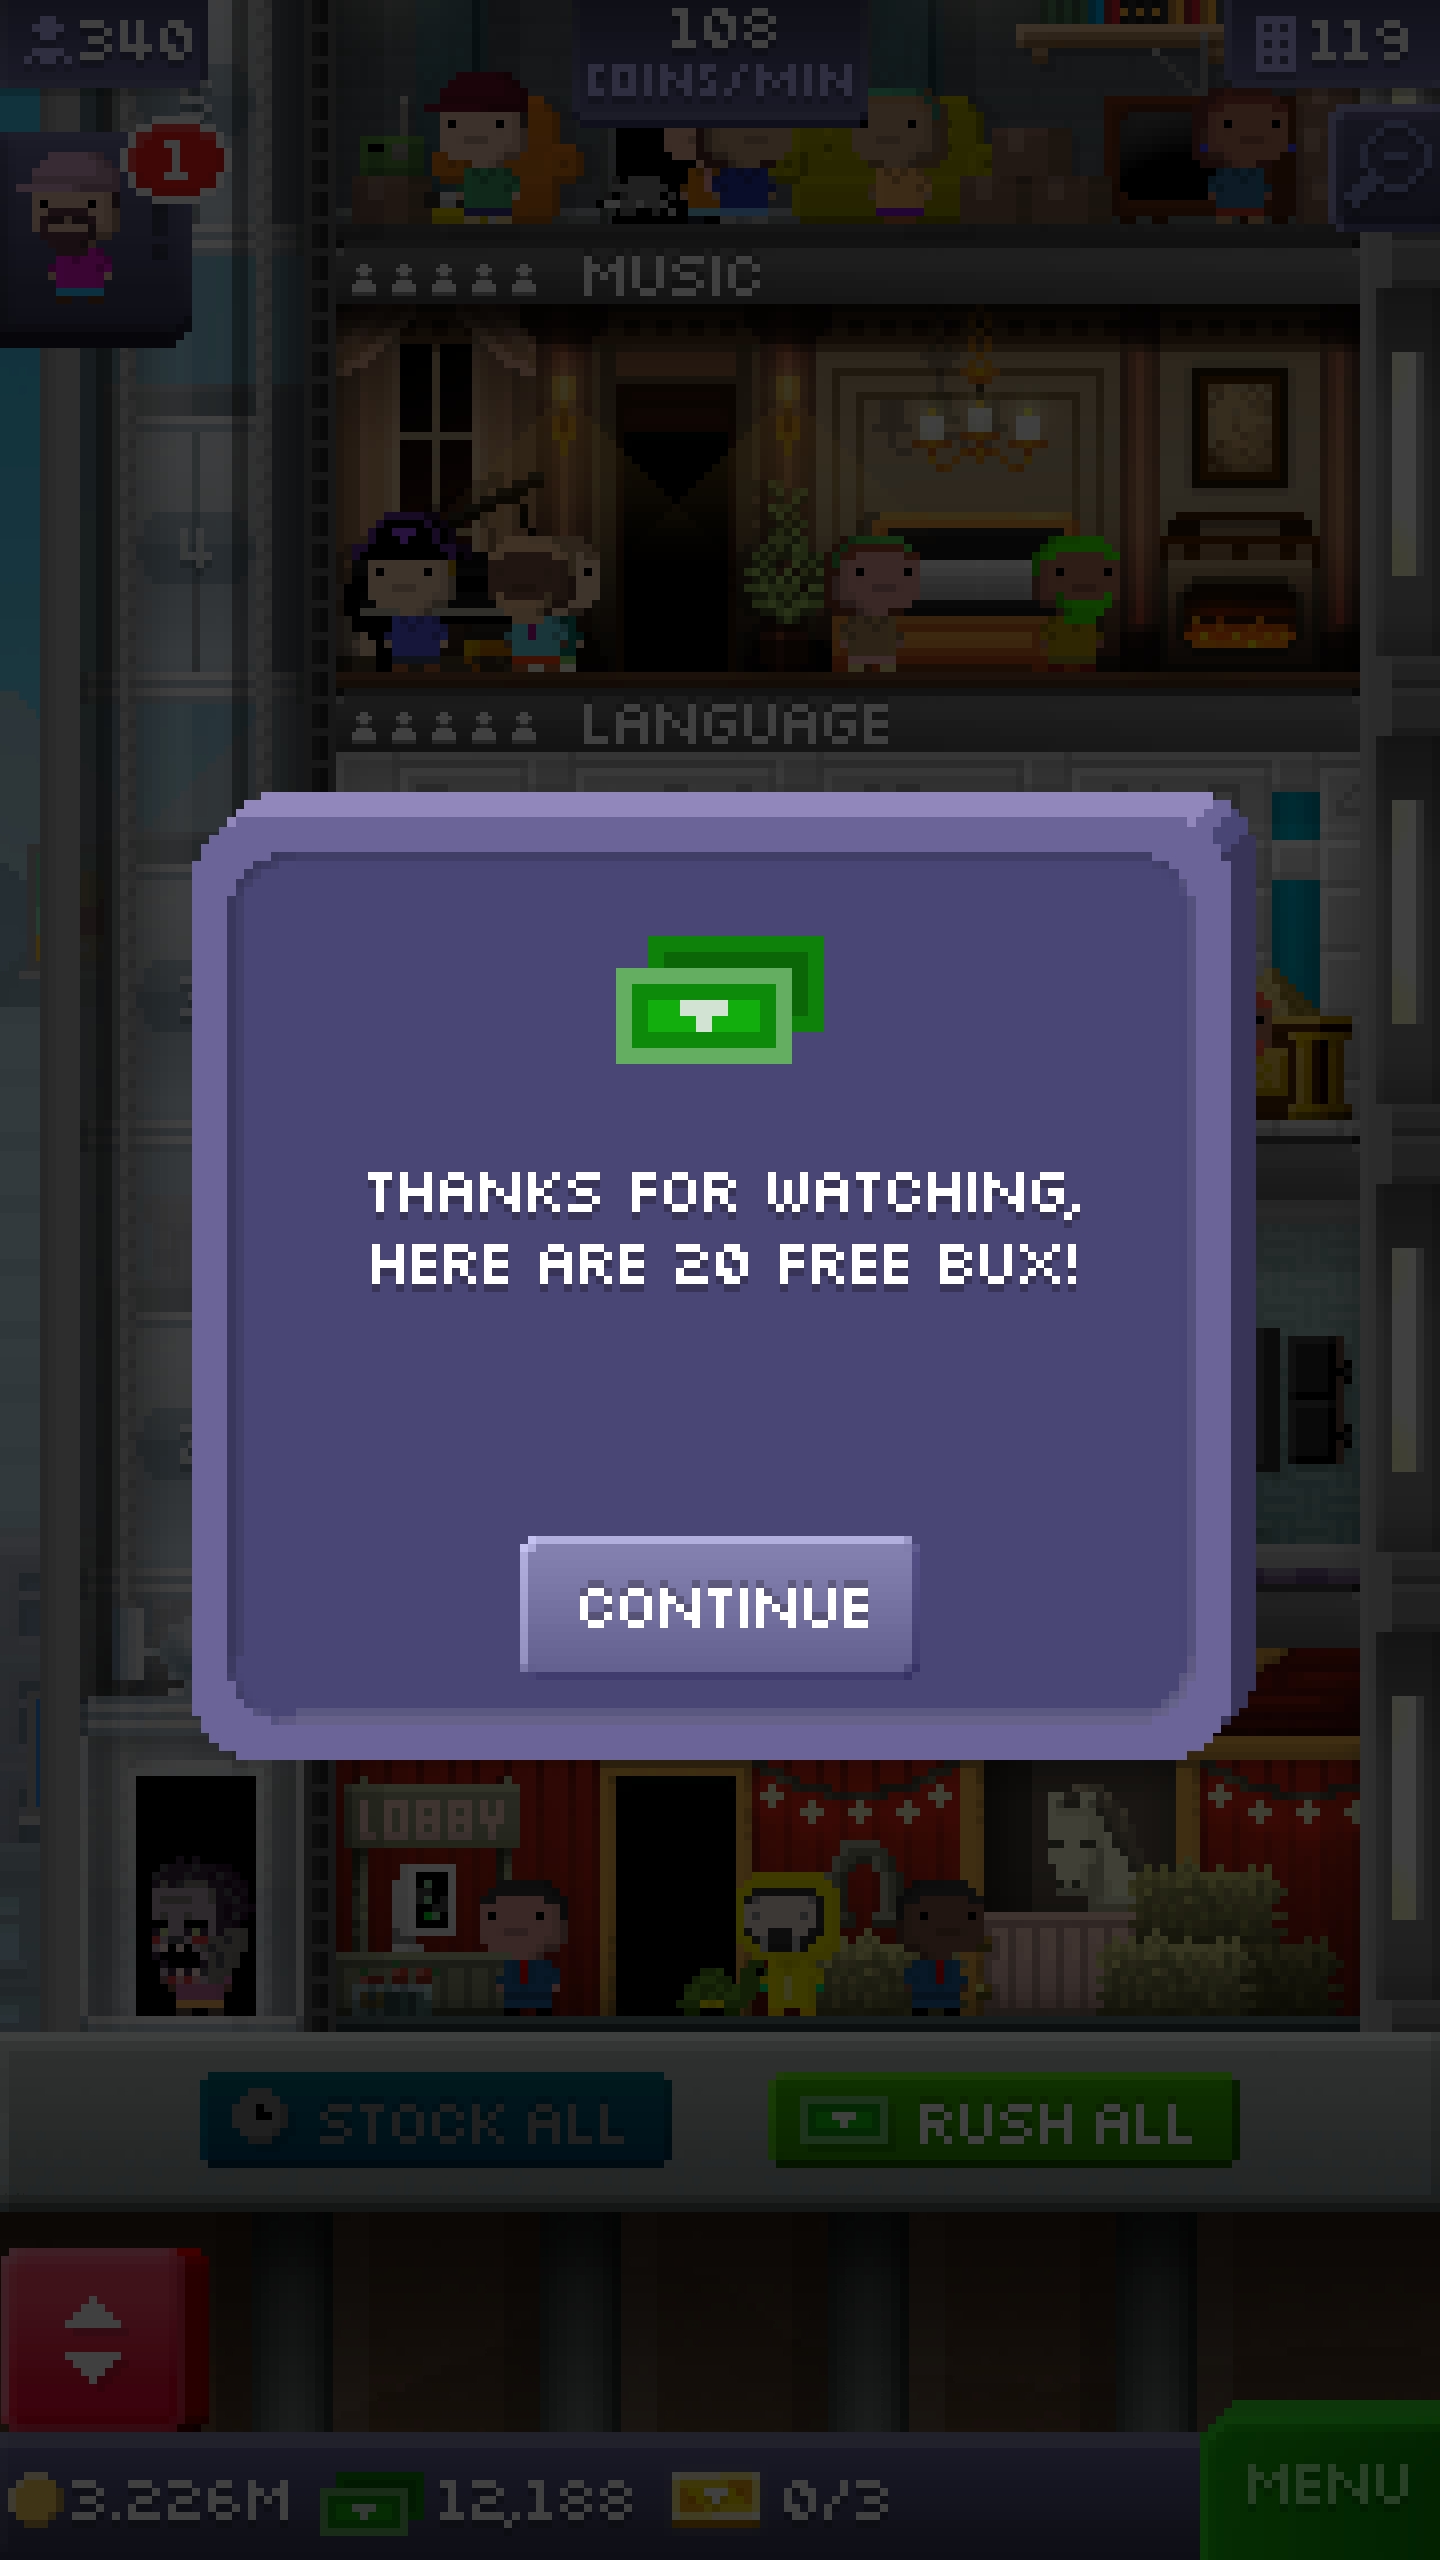 340
108
COINS/MIN
119
1
MUSIC
4
LANGUAGE
THANKS FOR WATCHING,
HERE ARE 20 FREE BUX!
CONTINUE
LOBBY
STOCK ALL
RUSH ALL
3.226M
12,188
0/3
MENU